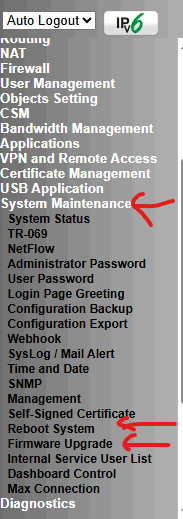 Auto Logout
IPv6
Routing
NAT
Firewall
User Management
Objects Setting
CSM
Bandwidth Management
Applications
VPN and Remote Access
Certificate Management
USB Application
System Maintenance
System Status
TR-069
NetFlow
Administrator Password
User Password
Login Page Greeting
Configuration Backup
Configuration Export
Webhook
SysLog / Mail Alert
Time and Date
SNMP
Management
Self-Signed Certificate
Reboot System
Firmware Upgrade
Internal Service User List
Dashboard Control
Max Connection
Diagnostics